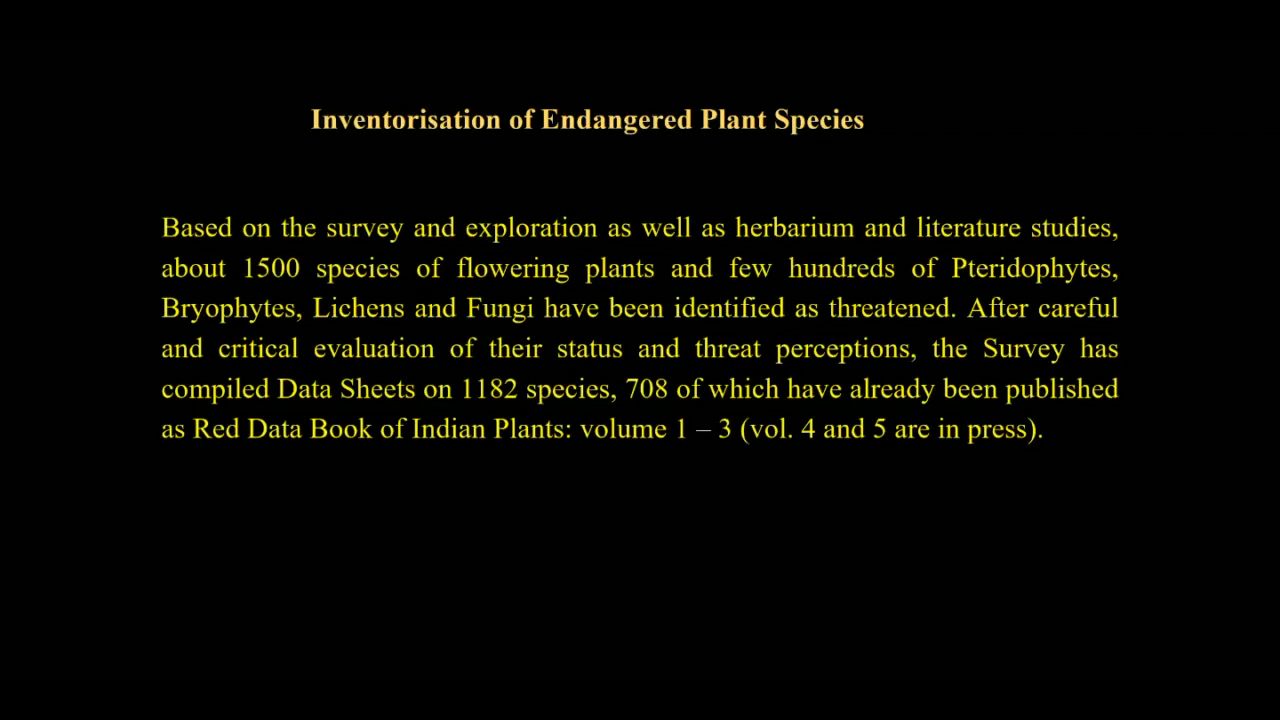 Inventorisation of Endangered Plant Species
Based on the survey and exploration as well as herbarium and literature studies,
about 1500 species of flowering plants and few hundreds of Pteridophytes,
Bryophytes, Lichens and Fungi have been identified as threatened. After careful
and critical evaluation of their status and threat perceptions, the Survey has
compiled Data Sheets on 1182 species, 708 of which have already been published
as Red Data Book of Indian Plants: volume 1 – 3 (vol. 4 and 5 are in press).